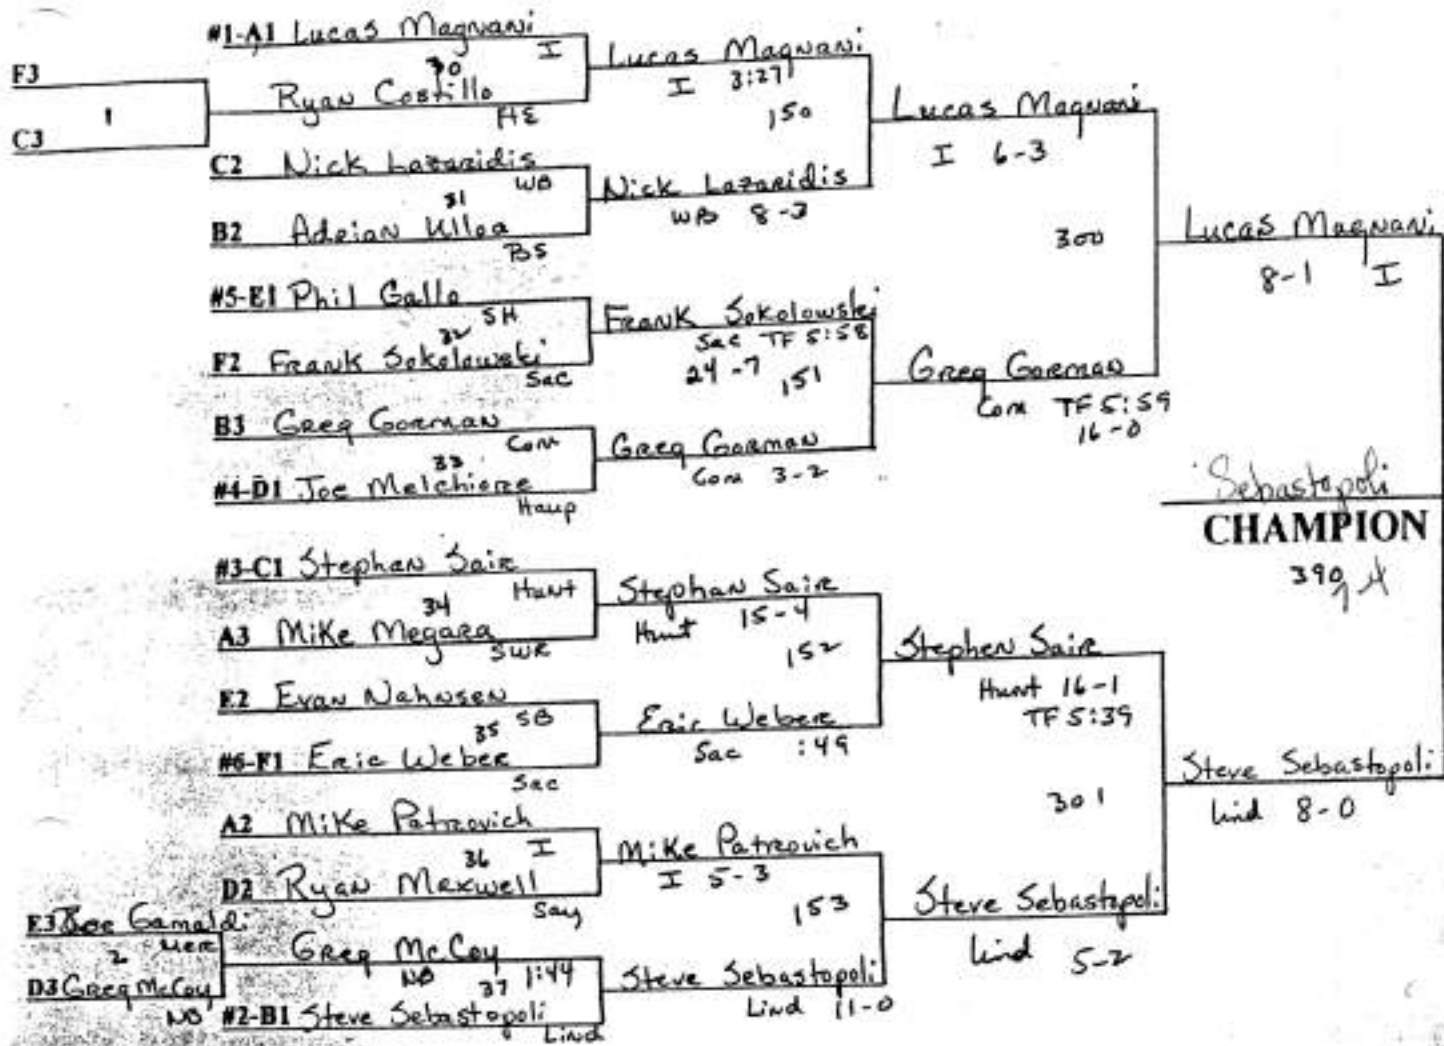 F3
1
C3
#1-A1 Lucas Magnani
I
30
Ryan Costillo
HE
C2 Nick Lazaridis
WB
31
B2 Adrian Ulloa
BS
#5-E1 Phil Gallo
SH
32
F2 Frank Sokolowski
Sac
B3 Greg Gorman
Com
33
#4-D1 Joe Melchiore
Haup
#3-C1 Stephan Sair
Hunt
34
A3 Mike Megara
SWR
E2 Evan Nahnsen
SB
35
#6-F1 Eric Weber
Sac
A2 Mike Patrovich
I
36
D2 Ryan Maxwell
Say
E3 Joe Gamaldi
Mer
2
D3 Greg McCoy
NB
Greg McCoy
NB 1:44
37
#2-B1 Steve Sebastopoli
Lind
Lucas Magnani
I 3:27
150
Nick Lazaridis
WB 8-3
Frank Sokolowski
Sac TF 5:58
24-7
151
Greg Gorman
Com 3-2
Stephan Sair
Hunt 15-4
152
Eric Weber
Sac :49
Mike Patrovich
I 5-3
153
Steve Sebastopoli
Lind 11-0
Lucas Magnani
I 6-3
300
Greg Gorman
Com TF 5:59
16-0
Stephen Sair
Hunt 16-1
TF 5:39
301
Steve Sebastopoli
Lind 5-2
Lucas Magnani
8-1 I
Steve Sebastopoli
Lind 8-0
Sebastopoli
CHAMPION
390